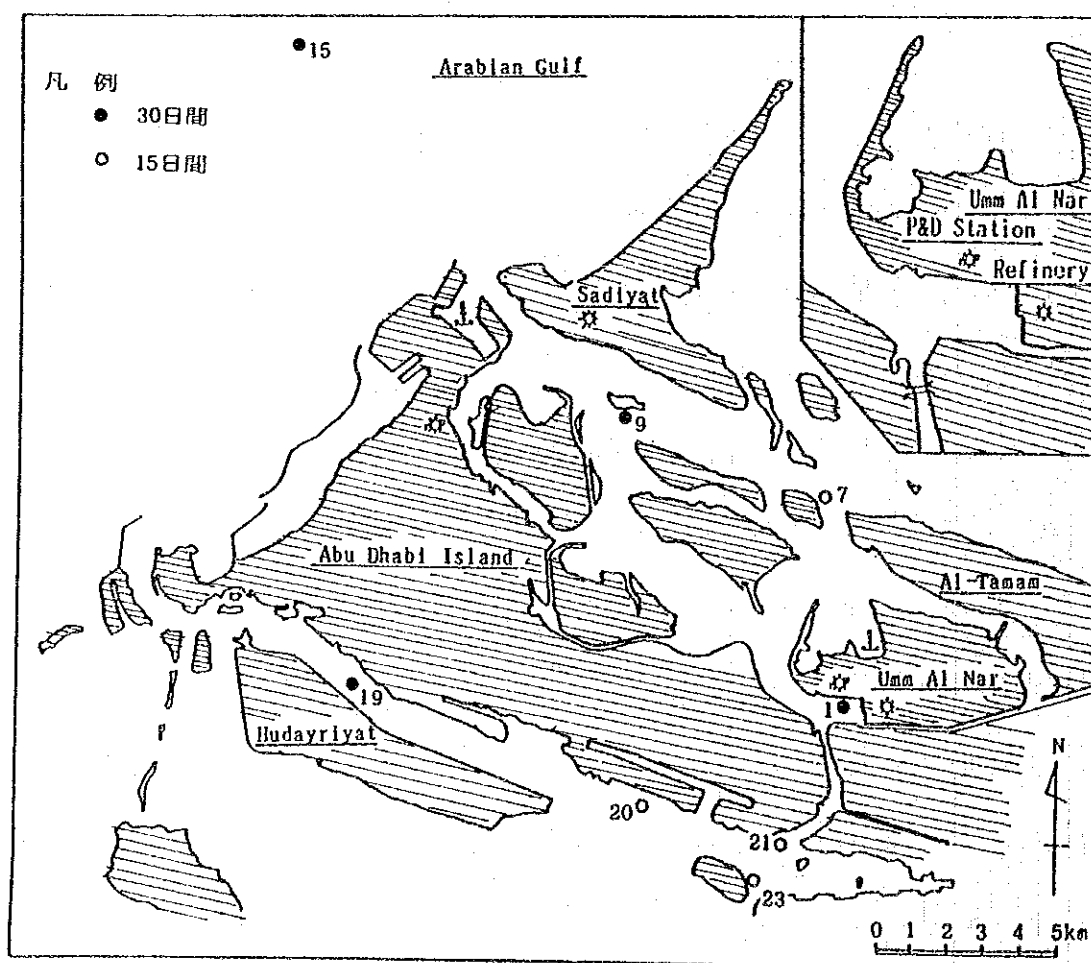 15
Arabian Gulf
凡 例
● 30日間
○ 15日間
Umm Al Nar
P&D Station
Refinery
Sadiyat
9
7
Abu Dhabi Island
Al-Tamam
Umm Al Nar
1
19
Hudayriyat
N
20
21
23
0 1 2 3 4 5km